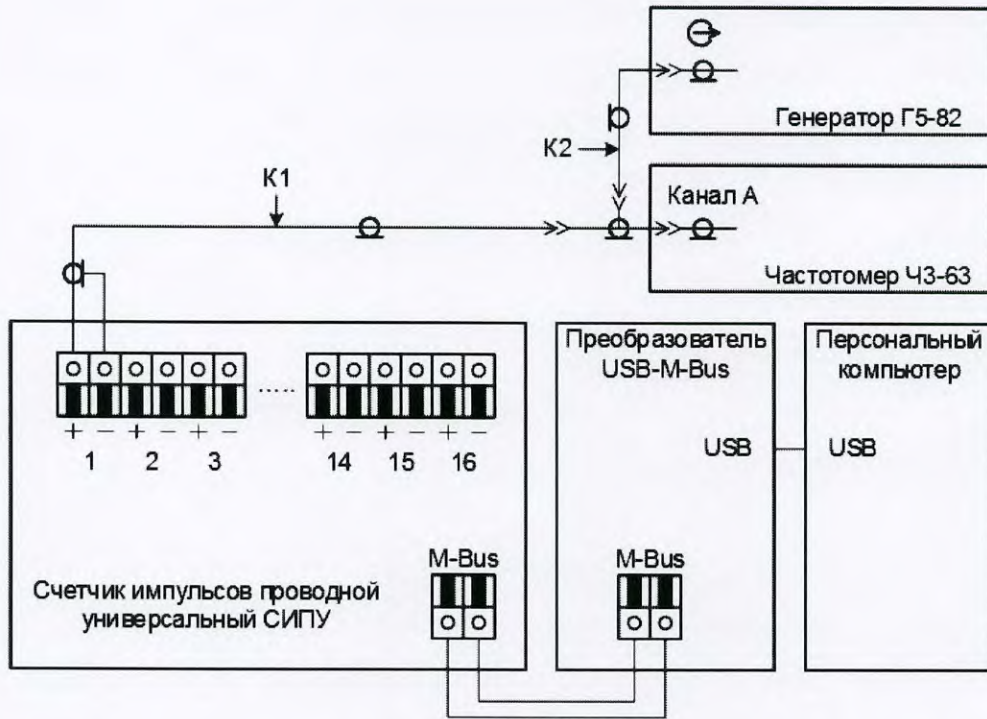 Генератор Г5-82
К2
К1
Канал А
Частотомер Ч3-63
Преобразователь
USB-M-Bus
Персональный
компьютер
+ − + − + −
.....
+ − + − + −
1 2 3
14 15 16
USB
USB
M-Bus
M-Bus
Счетчик импульсов проводной
универсальный СИПУ